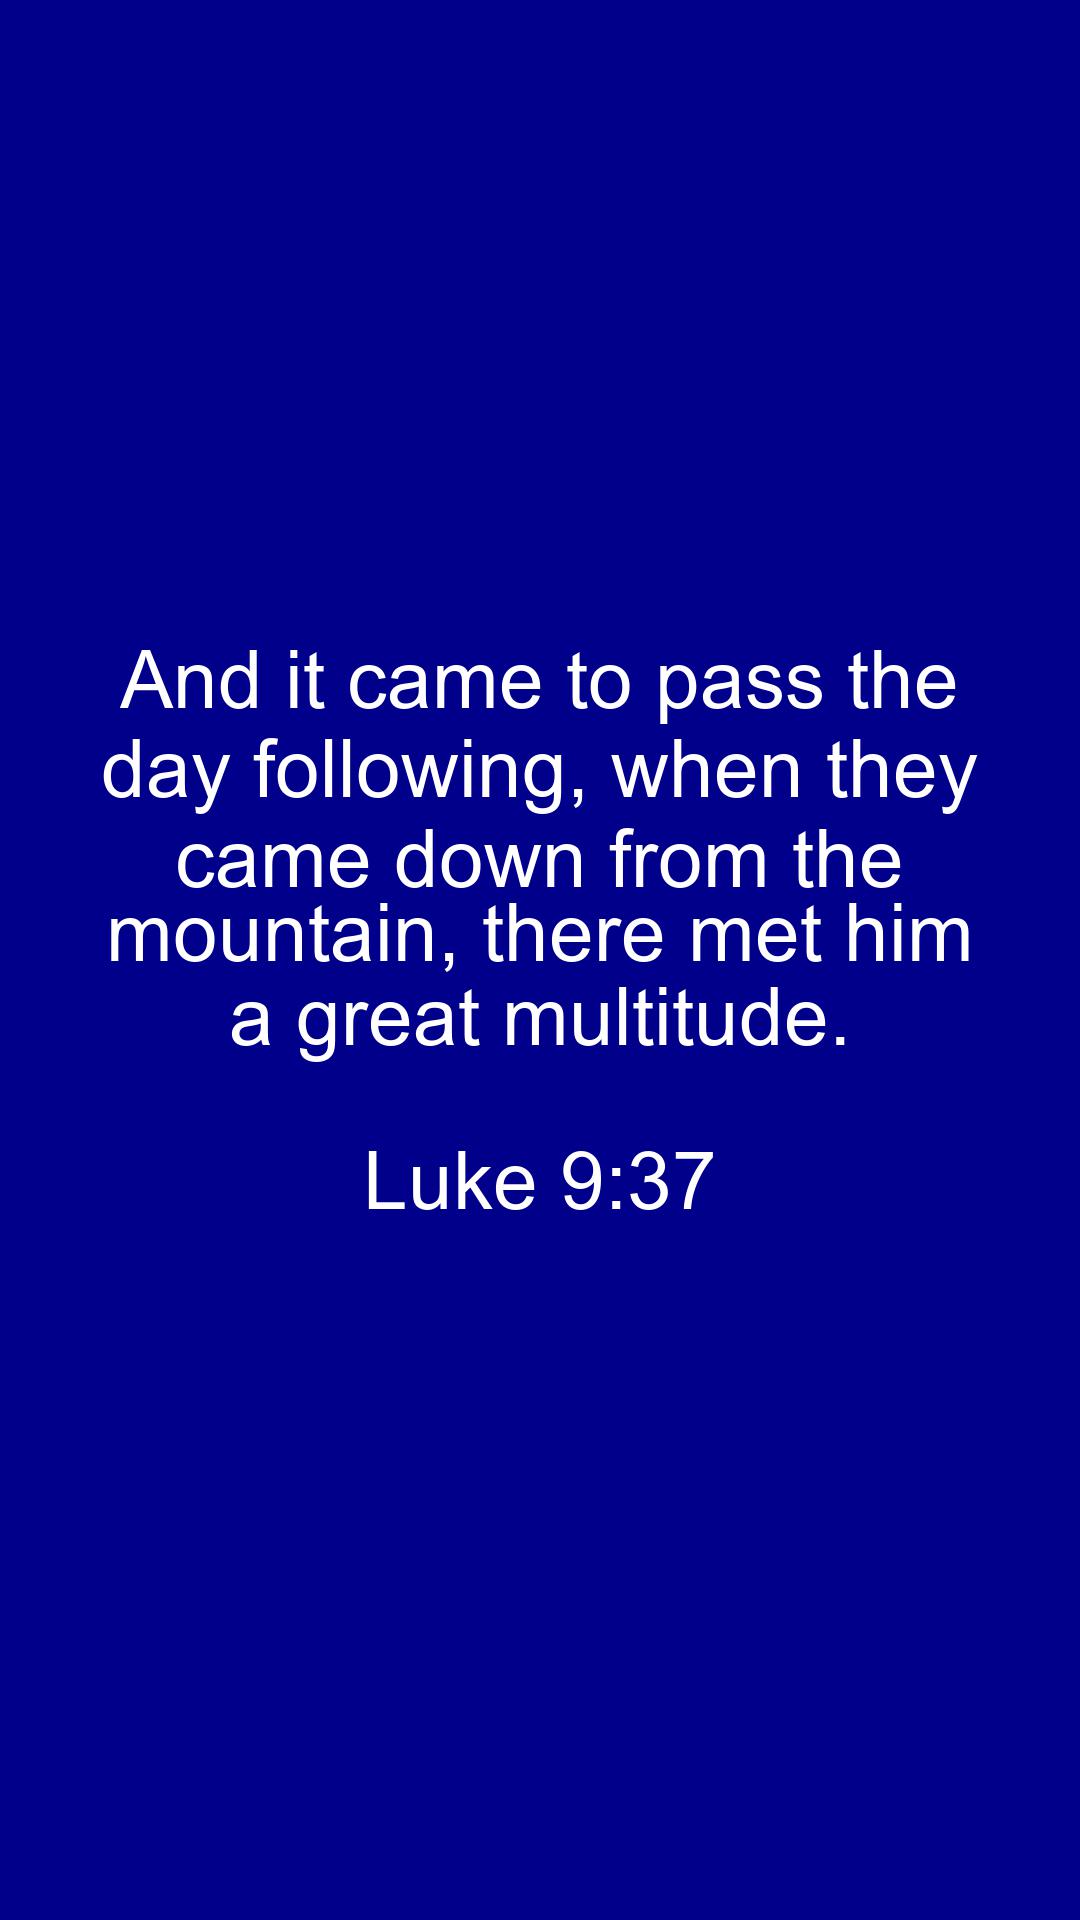 And it came to pass the
day following, when they
came down from the
mountain, there met him
a great multitude.
Luke 9:37